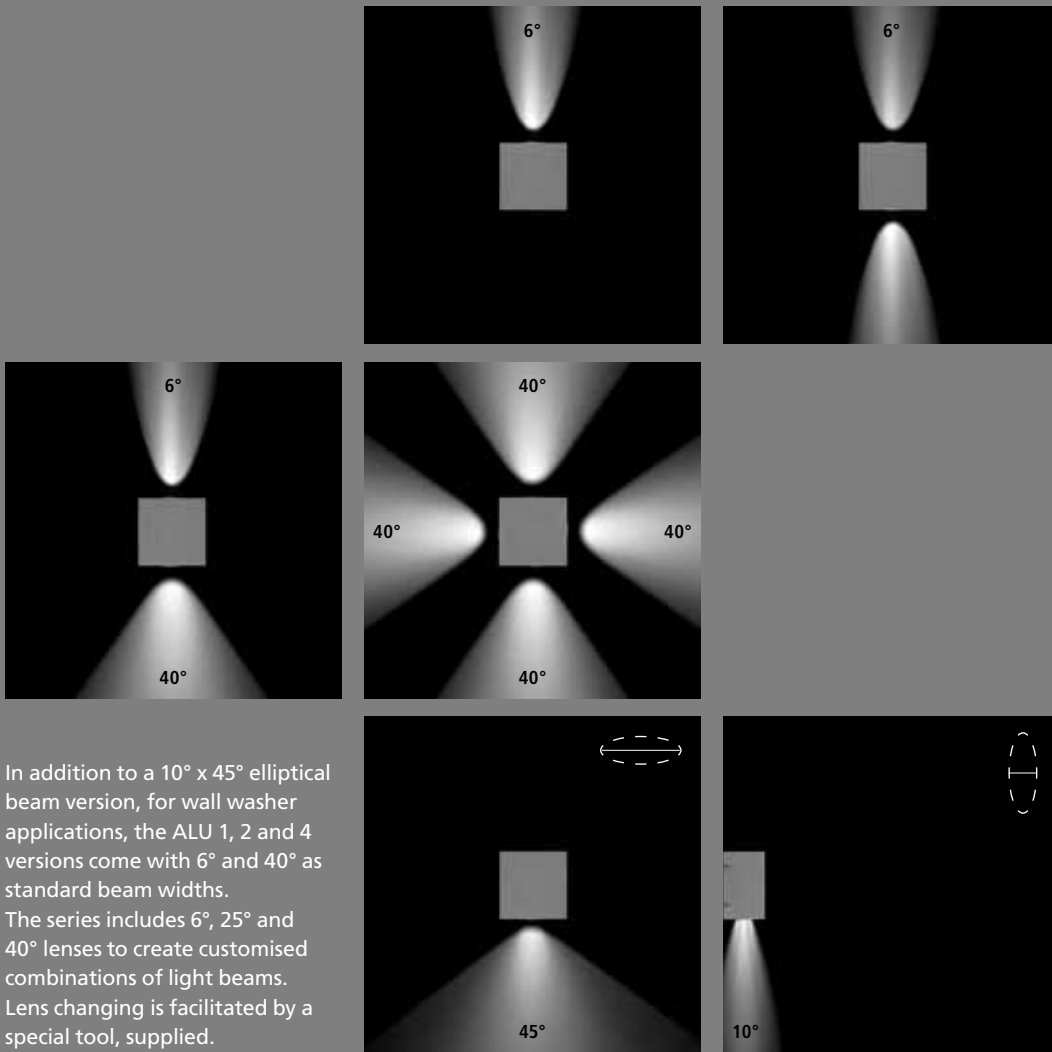 6°
6°
6°
40°
40°
40°
40°
40°
In addition to a 10° x 45° elliptical
beam version, for wall washer
applications, the ALU 1, 2 and 4
versions come with 6° and 40° as
standard beam widths.
The series includes 6°, 25° and
40° lenses to create customised
combinations of light beams.
Lens changing is facilitated by a
special tool, supplied.
45°
10°